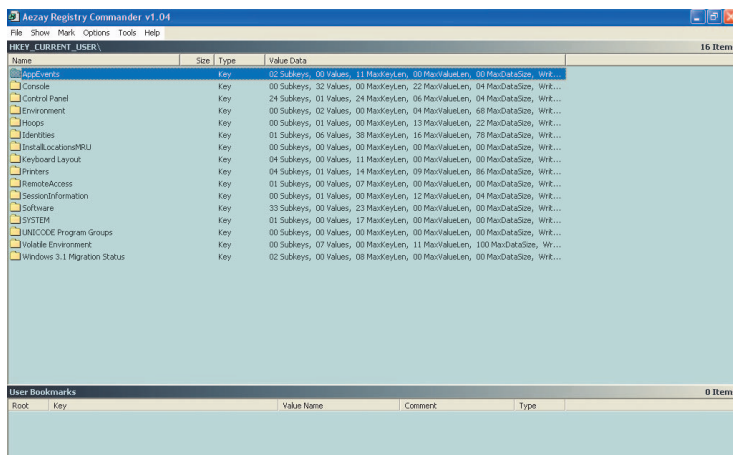 Aezay Registry Commander v1.04
File Show Mark Options Tools Help
HKEY_CURRENT_USER\ 16 Item
Name Size Type Value Data
AppEvents Key 02 Subkeys, 00 Values, 11 MaxKeyLen, 00 MaxValueLen, 00 MaxDataSize, Writ...
Console Key 00 Subkeys, 32 Values, 00 MaxKeyLen, 22 MaxValueLen, 04 MaxDataSize, Writ...
Control Panel Key 24 Subkeys, 01 Values, 24 MaxKeyLen, 06 MaxValueLen, 04 MaxDataSize, Writ...
Environment Key 00 Subkeys, 02 Values, 00 MaxKeyLen, 04 MaxValueLen, 68 MaxDataSize, Writ...
Hoops Key 00 Subkeys, 01 Values, 00 MaxKeyLen, 13 MaxValueLen, 22 MaxDataSize, Writ...
Identities Key 01 Subkeys, 06 Values, 38 MaxKeyLen, 16 MaxValueLen, 78 MaxDataSize, Writ...
InstallLocationsMRU Key 00 Subkeys, 00 Values, 00 MaxKeyLen, 00 MaxValueLen, 00 MaxDataSize, Writ...
Keyboard Layout Key 04 Subkeys, 00 Values, 11 MaxKeyLen, 00 MaxValueLen, 00 MaxDataSize, Writ...
Printers Key 04 Subkeys, 01 Values, 14 MaxKeyLen, 09 MaxValueLen, 86 MaxDataSize, Writ...
RemoteAccess Key 01 Subkeys, 00 Values, 07 MaxKeyLen, 00 MaxValueLen, 00 MaxDataSize, Writ...
SessionInformation Key 00 Subkeys, 01 Values, 00 MaxKeyLen, 12 MaxValueLen, 04 MaxDataSize, Writ...
Software Key 33 Subkeys, 00 Values, 23 MaxKeyLen, 00 MaxValueLen, 00 MaxDataSize, Writ...
SYSTEM Key 01 Subkeys, 00 Values, 17 MaxKeyLen, 00 MaxValueLen, 00 MaxDataSize, Writ...
UNICODE Program Groups Key 00 Subkeys, 00 Values, 00 MaxKeyLen, 00 MaxValueLen, 00 MaxDataSize, Writ...
Volatile Environment Key 00 Subkeys, 07 Values, 00 MaxKeyLen, 11 MaxValueLen, 100 MaxDataSize, Wr...
Windows 3.1 Migration Status Key 02 Subkeys, 00 Values, 08 MaxKeyLen, 00 MaxValueLen, 00 MaxDataSize, Writ...
User Bookmarks 0 Item
Root Key Value Name Comment Type